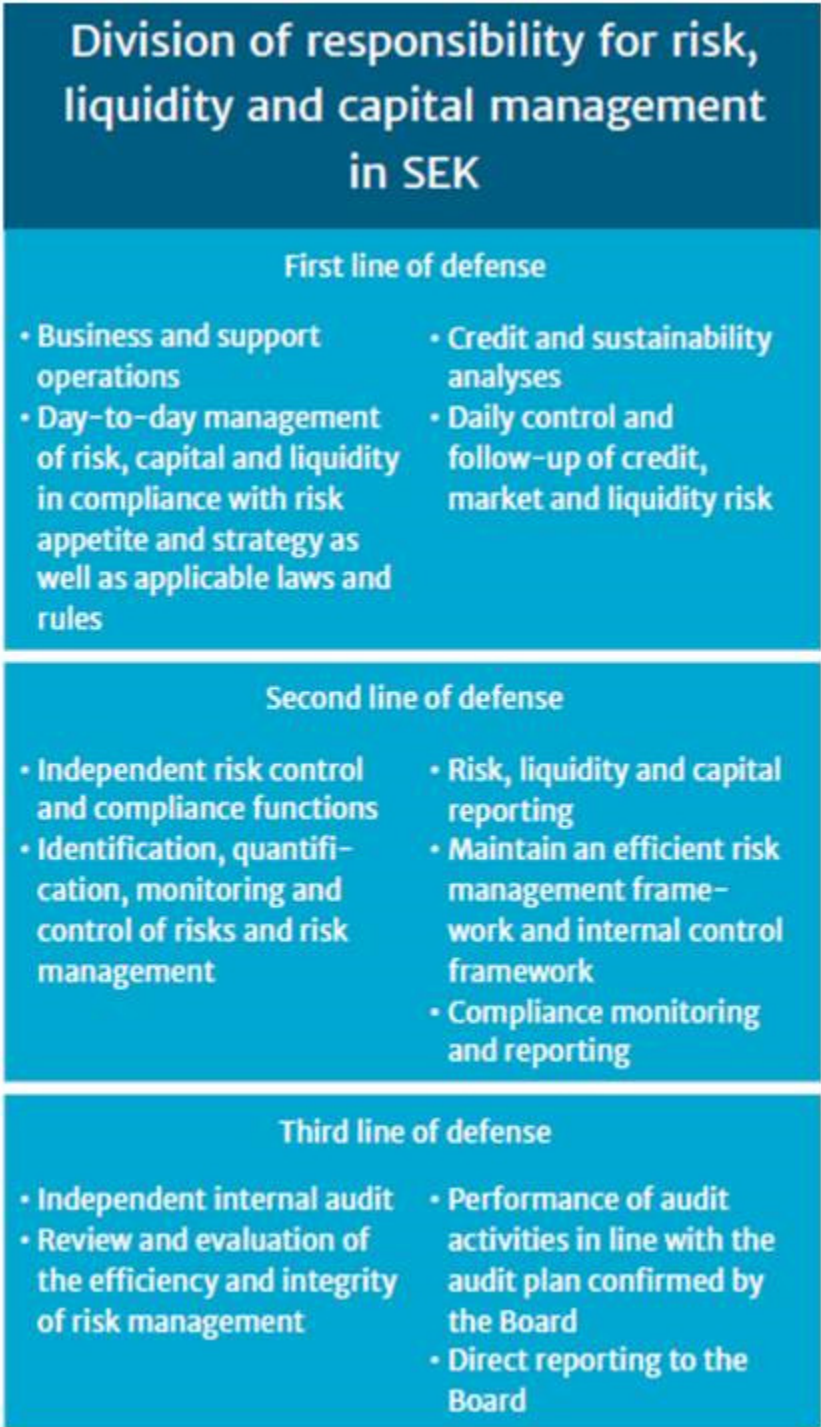 Division of responsibility for risk,
liquidity and capital management
in SEK
First line of defense
• Business and support
operations
• Day-to-day management
of risk, capital and liquidity
in compliance with risk
appetite and strategy as
well as applicable laws and
rules
• Credit and sustainability
analyses
• Daily control and
follow-up of credit,
market and liquidity risk
Second line of defense
• Independent risk control
and compliance functions
• Identification, quantifi-
cation, monitoring and
control of risks and risk
management
• Risk, liquidity and capital
reporting
• Maintain an efficient risk
management frame-
work and internal control
framework
• Compliance monitoring
and reporting
Third line of defense
• Independent internal audit
• Review and evaluation of
the efficiency and integrity
of risk management
• Performance of audit
activities in line with the
audit plan confirmed by
the Board
• Direct reporting to the
Board